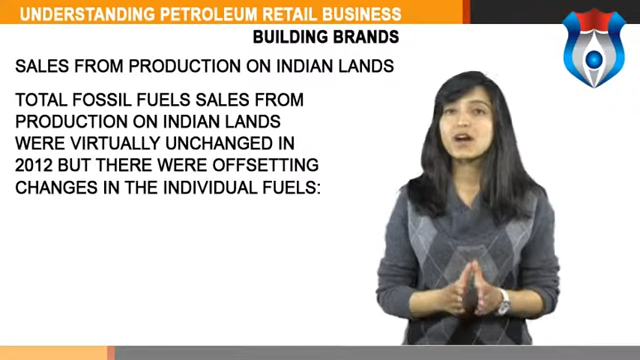 UNDERSTANDING PETROLEUM RETAIL BUSINESS
BUILDING BRANDS
SALES FROM PRODUCTION ON INDIAN LANDS
TOTAL FOSSIL FUELS SALES FROM
PRODUCTION ON INDIAN LANDS
WERE VIRTUALLY UNCHANGED IN
2012 BUT THERE WERE OFFSETTING
CHANGES IN THE INDIVIDUAL FUELS: